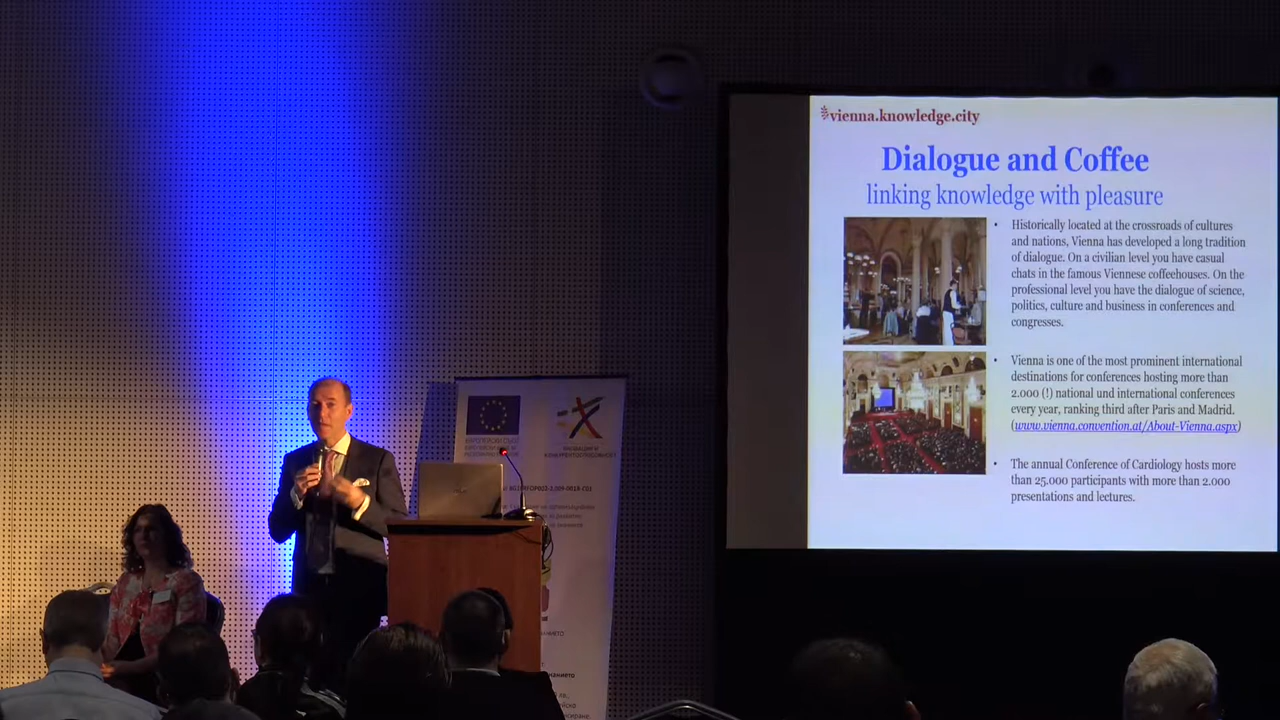 vienna.knowledge.city
Dialogue and Coffee
linking knowledge with pleasure
• Historically located at the crossroads of cultures
and nations, Vienna has developed a long tradition
of dialogue. On a civilian level you have casual
chats in the famous Viennese coffeehouses. On the
professional level you have the dialogue of science,
politics, culture and business in conferences and
congresses.
• Vienna is one of the most prominent international
destinations for conferences hosting more than
2.000 (!) national und international conferences
every year, ranking third after Paris and Madrid.
(www.vienna.convention.at/About-Vienna.aspx)
• The annual Conference of Cardiology hosts more
than 25.000 participants with more than 2.000
presentations and lectures.
ЕВРОПЕЙСКИ СЪЮЗ
ИНОВАЦИИ И
КОНКУРЕНТОСПОСОБНОСТ